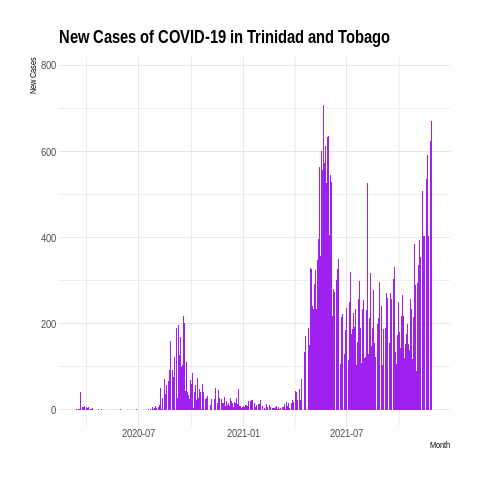 New Cases of COVID-19 in Trinidad and Tobago
New Cases
800
600
400
200
0
2020-07
2021-01
2021-07
Month